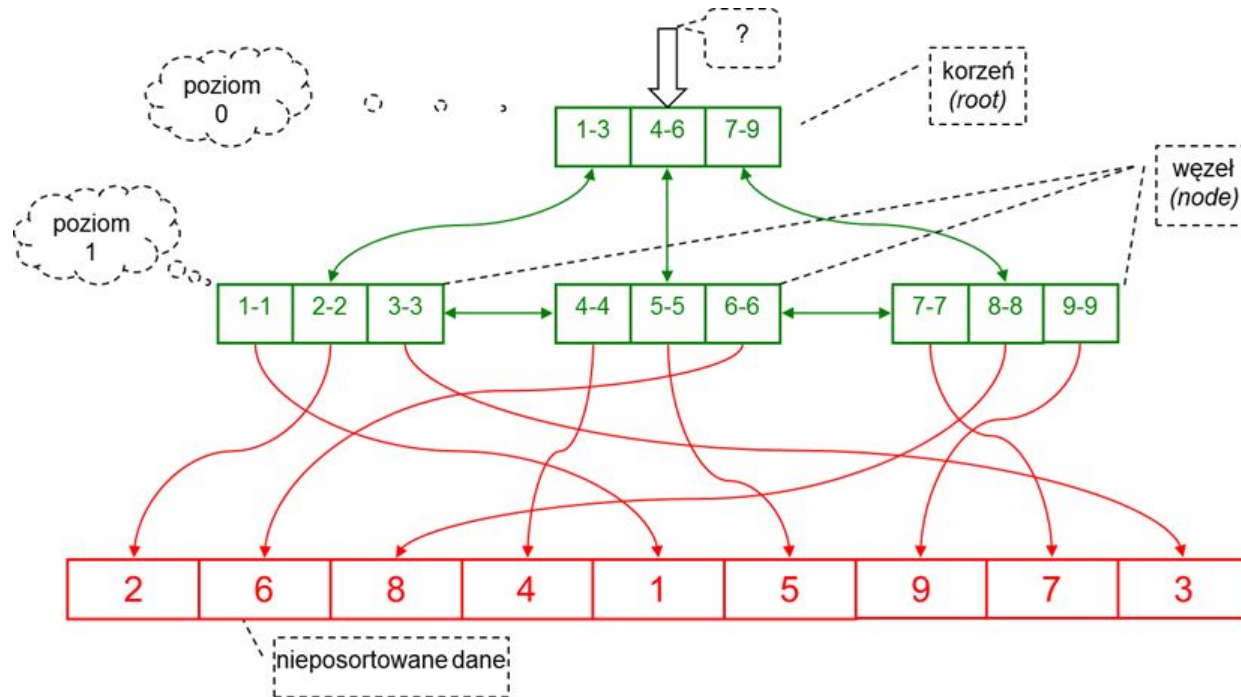 ?
poziom
0
korzeń
(root)
1-3 4-6 7-9
węzeł
(node)
poziom
1
1-1 2-2 3-3 4-4 5-5 6-6 7-7 8-8 9-9
2 6 8 4 1 5 9 7 3
nieposortowane dane